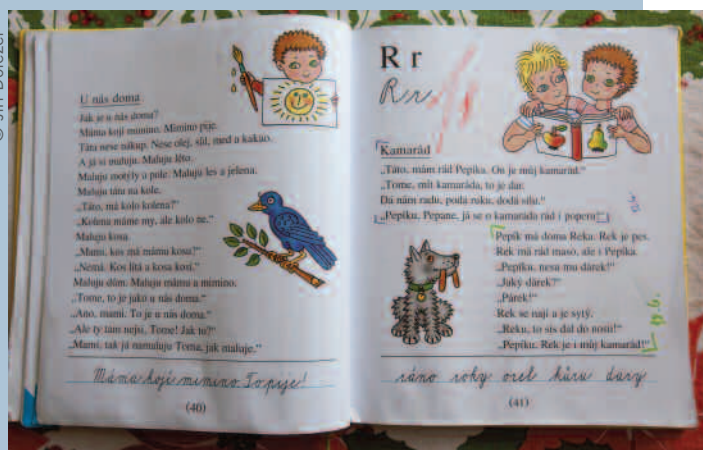 U nás doma
Jak je u nás doma?
Máma kojí mimino. Mimino pije.
Táta nese nákup. Nese olej, sůl, med a kakao.
A já si maluju. Maluju léto.
Maluju motýly u pole. Maluju les a jelena.
Maluju tátu na kole.
„Táto, má kolo kolena?“
„Kolena máme my, ale kolo ne.“
Maluju kosa.
„Mami, kos má mámu kosu?“
„Nemá. Kos lítá a kosa kosí.“
Maluju dům. Maluju mámu a mimino.
„Tome, to je jako u nás doma.“
„Ano, mami. To je u nás doma.“
„Ale ty tam nejsi, Tome! Jak to?“
„Mami, tak já namaluju Toma, jak maluje.“
Máma kojí mimino. To pije!
(40)
R r
R r
Kamarád
„Táto, mám rád Pepíka. On je můj kamarád.“
„Tome, mít kamaráda, to je dar.
Dá nám radu, podá ruku, dodá sílu.“
„Pepíku, Pepane, já se o kamaráda rád i poperu!“
Pepík má doma Reka. Rek je pes.
Rek má rád maso, ale i Pepíka.
„Pepíku, nesu mu dárek!“
„Jaký dárek?“
„Párek!“
Rek se nají a je sytý.
„Reku, to sis dal do nosu!“
„Pepíku, Rek je i můj kamarád!“
ráno roky orel kůra dary
(41)